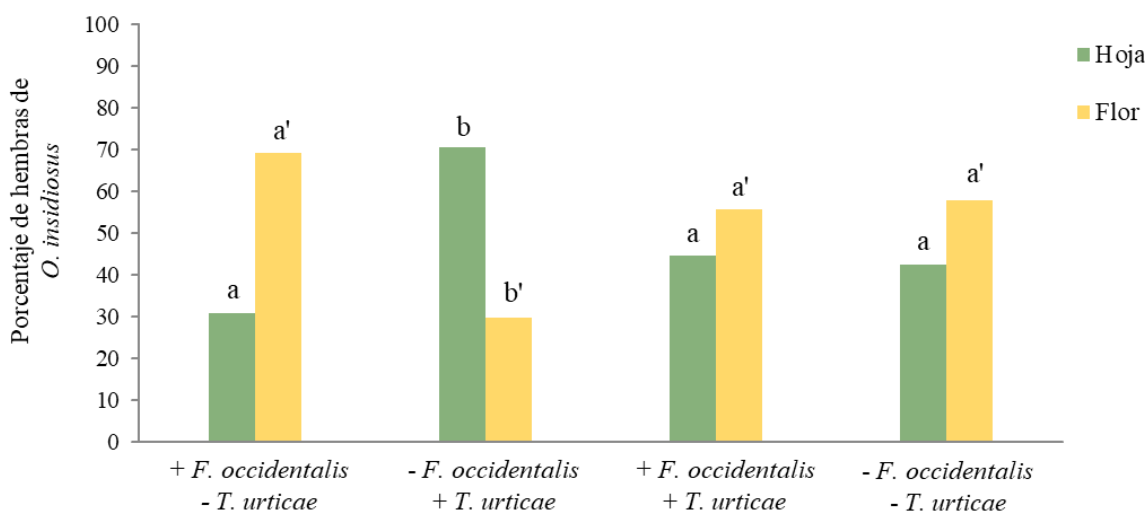 Porcentaje de hembras de
O. insidiosus
100
90
80
70
60
50
40
30
20
10
0
a
a'
b
b'
a
a'
a
a'
+ F. occidentalis
- T. urticae
- F. occidentalis
+ T. urticae
+ F. occidentalis
+ T. urticae
- F. occidentalis
- T. urticae
Hoja
Flor